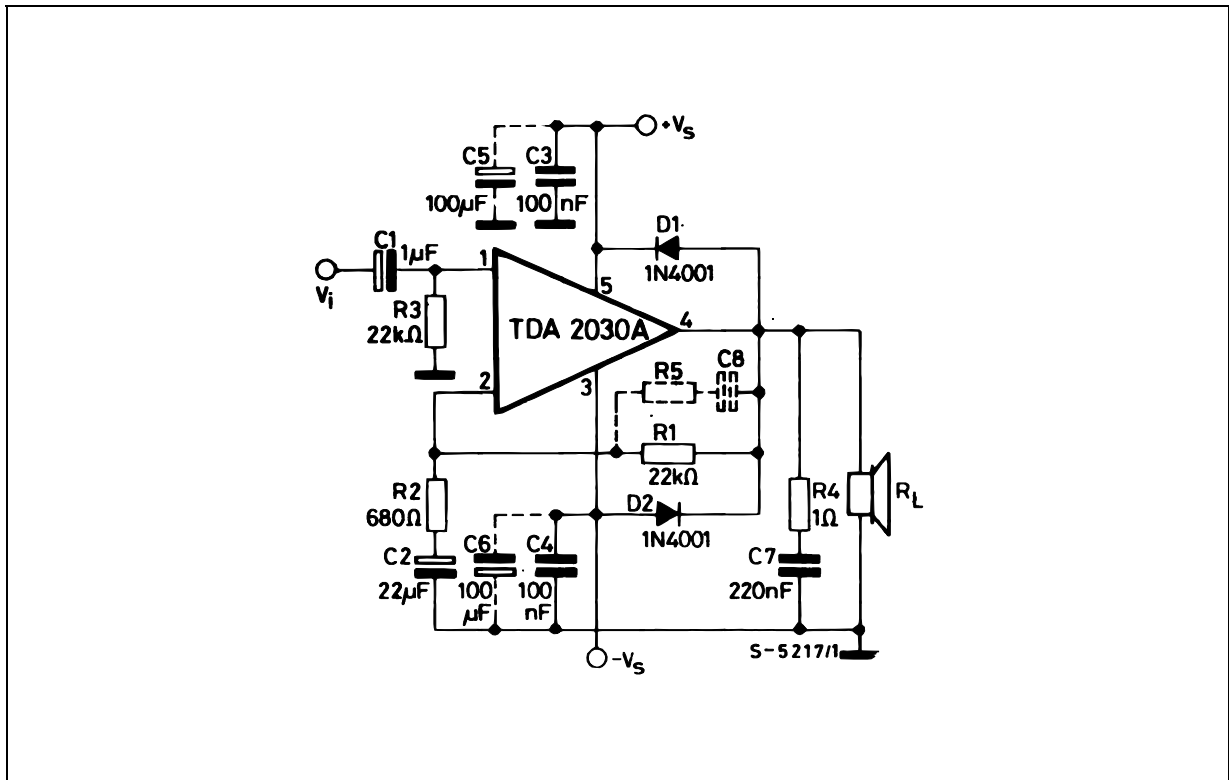 +Vs
C5
C3
100µF
100 nF
D1
1N4001
C1
1µF
Vi
1
5
R3
22kΩ
TDA 2030A
4
2
3
R5
C8
R1
22kΩ
R2
680Ω
D2
1N4001
R4
1Ω
RL
C2
22µF
C6
100
µF
C4
100
nF
C7
220nF
-Vs
S-5217/1